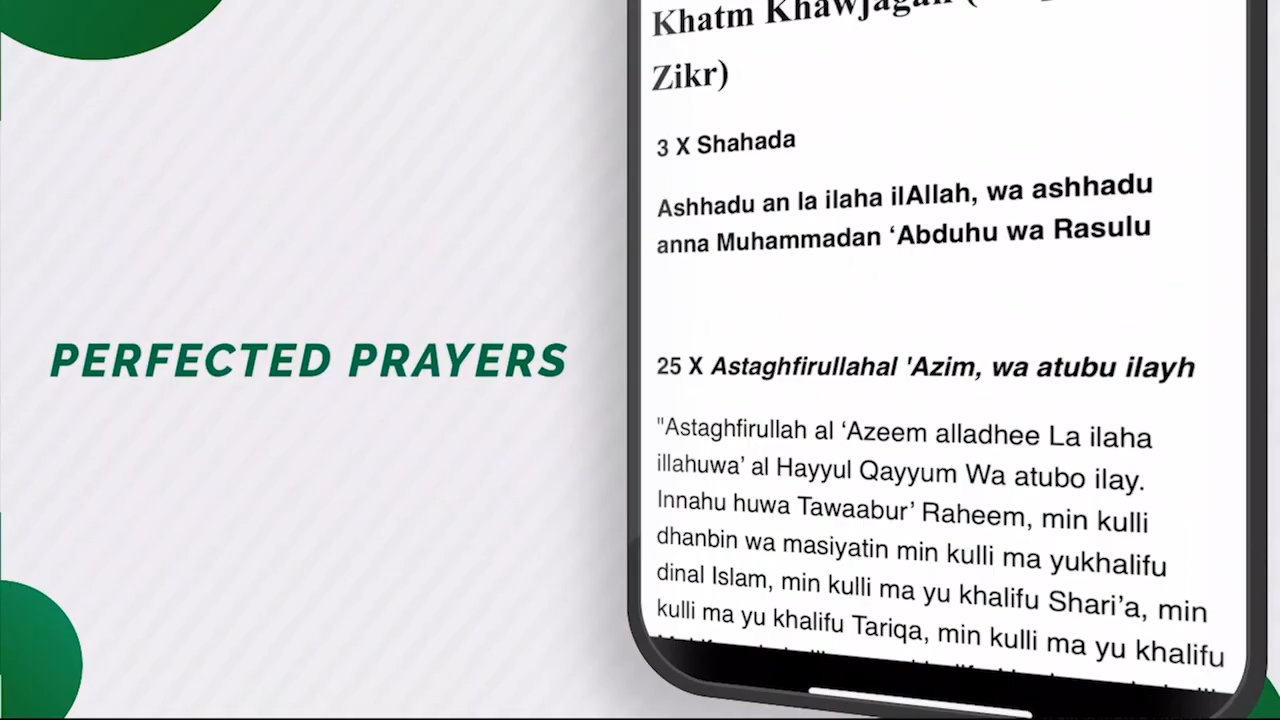 PERFECTED PRAYERS
Khatm Khawjagan (
Zikr)
3 X Shahada
Ashhadu an la ilaha ilAllah, wa ashhadu
anna Muhammadan ‘Abduhu wa Rasulu
25 X Astaghfirullahal 'Azim, wa atubu ilayh
"Astaghfirullah al ‘Azeem alladhee La ilaha
illahuwa’ al Hayyul Qayyum Wa atubo ilay.
Innahu huwa Tawaabur’ Raheem, min kulli
dhanbin wa masiyatin min kulli ma yukhalifu
dinal Islam, min kulli ma yu khalifu Shari’a, min
kulli ma yu khalifu Tariqa, min kulli ma yu khalifu